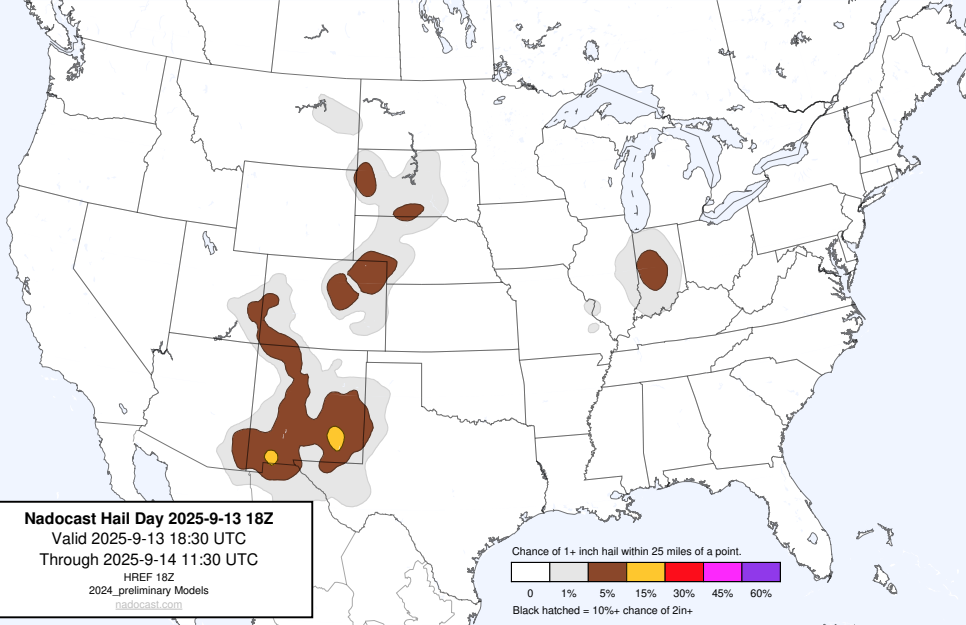 Nadocast Hail Day 2025-9-13 18Z
Valid 2025-9-13 18:30 UTC
Through 2025-9-14 11:30 UTC
HREF 18Z
2024_preliminary Models
nadocast.com
Chance of 1+ inch hail within 25 miles of a point.
0 1% 5% 15% 30% 45% 60%
Black hatched = 10%+ chance of 2in+